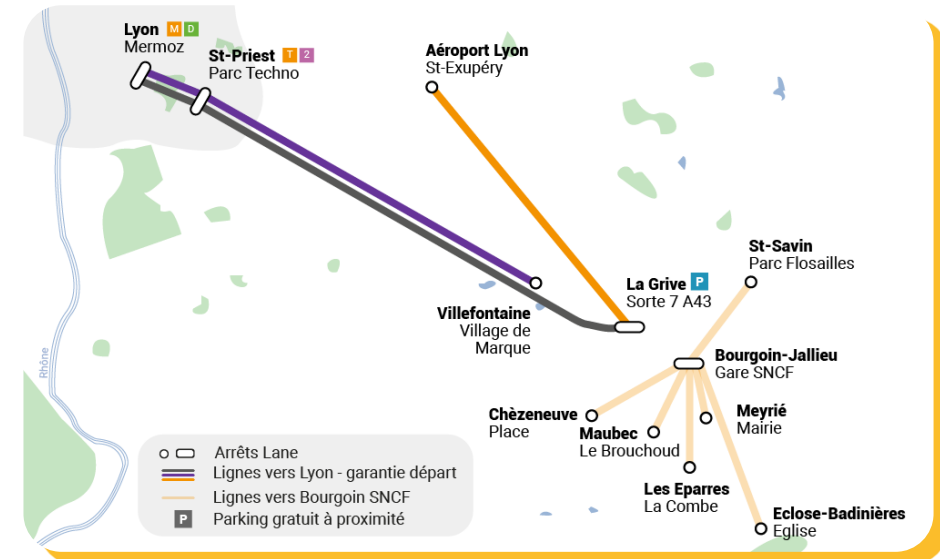 Lyon M D
Mermoz
St-Priest T 2
Parc Techno
Aéroport Lyon
St-Exupéry
St-Savin
Parc Flosailles
La Grive P
Sorte 7 A43
Villefontaine
Village de
Marque
Rhône
Bourgoin-Jallieu
Gare SNCF
Chèzeneuve
Place
Maubec
Le Brouchoud
Meyrié
Mairie
Les Eparres
La Combe
Eclose-Badinières
Eglise
Arrêts Lane
Lignes vers Lyon - garantie départ
Lignes vers Bourgoin SNCF
P Parking gratuit à proximité